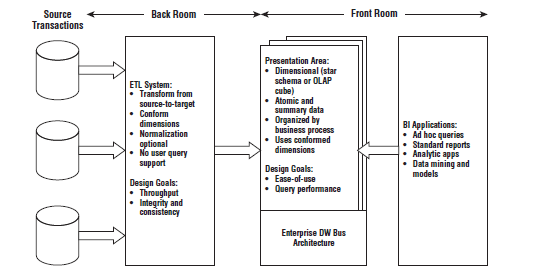 Source
Transactions
Back Room
Front Room
ETL System:
• Transform from
source-to-target
• Conform
dimensions
• Normalization
optional
• No user query
support
Design Goals:
• Throughput
• Integrity and
consistency
Presentation Area:
• Dimensional (star
schema or OLAP
cube)
• Atomic and
summary data
• Organized by
business process
• Uses conformed
dimensions
Design Goals:
• Ease-of-use
• Query performance
Enterprise DW Bus
Architecture
BI Applications:
• Ad hoc queries
• Standard reports
• Analytic apps
• Data mining and
models